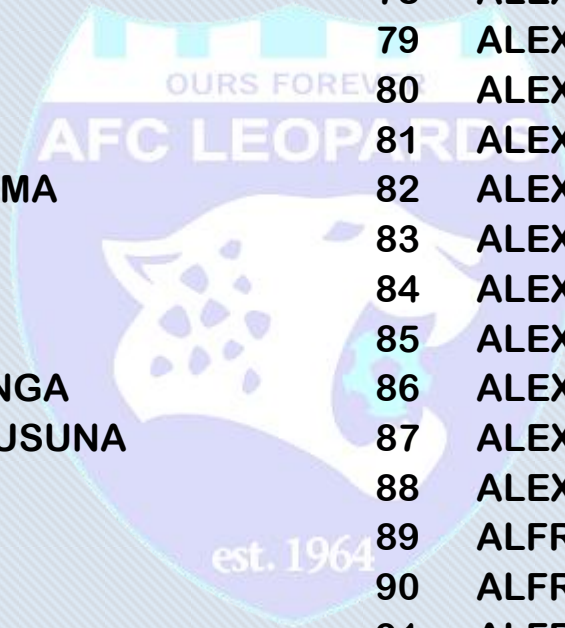 OURS FOREVER
AFC LEOPARDS
est. 1964
MA
NGA
USUNA
79 ALEX
80 ALEX
81 ALEX
82 ALEX
83 ALEX
84 ALEX
85 ALEX
86 ALEX
87 ALEX
88 ALEX
89 ALFR
90 ALFR